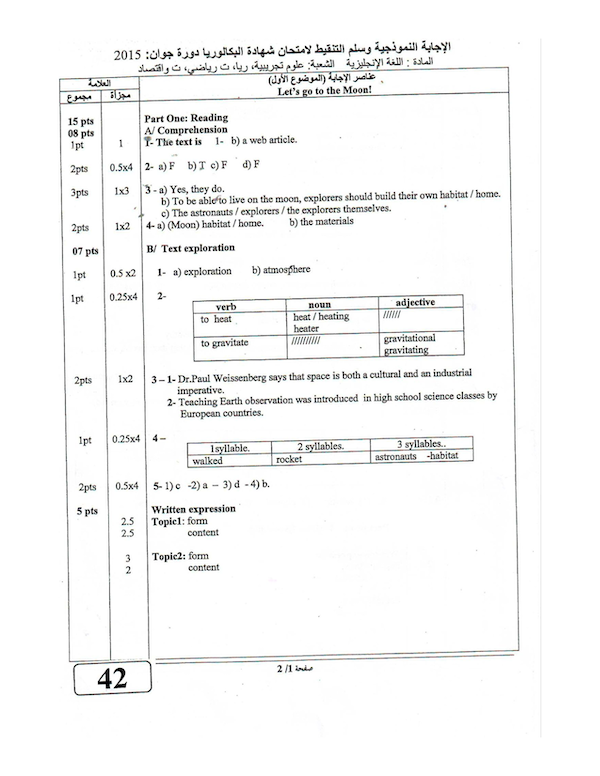 الإجابة النموذجية وسلم التنقيط لامتحان شهادة البكالوريا دورة جوان: 2015
المادة : اللغة الإنجليزية الشعبة: علوم تجريبية، ريا، ت رياضي، ت واقتصاد
العلامة
عناصر الإجابة (الموضوع الأول)
مجموع مجزأة
Let's go to the Moon!
15 pts Part One: Reading
08 pts A/ Comprehension
1pt 1 1- The text is 1- b) a web article.
2pts 0.5x4 2- a) F b) T c) F d) F
3pts 1x3 3 - a) Yes, they do.
b) To be able to live on the moon, explorers should build their own habitat / home.
c) The astronauts / explorers / the explorers themselves.
2pts 1x2 4- a) (Moon) habitat / home. b) the materials
07 pts B/ Text exploration
1pt 0.5 x2 1- a) exploration b) atmosphere
1pt 0.25x4 2-
verb noun adjective
to heat heat / heating //////
heater
to gravitate ////////// gravitational
gravitating
2pts 1x2 3 – 1- Dr.Paul Weissenberg says that space is both a cultural and an industrial
imperative.
2- Teaching Earth observation was introduced in high school science classes by
European countries.
1pt 0.25x4 4 –
1syllable. 2 syllables. 3 syllables..
walked rocket astronauts -habitat
2pts 0.5x4 5- 1) c -2) a – 3) d - 4) b.
5 pts Written expression
2.5 Topic1: form
2.5 content
3 Topic2: form
2 content
42
صفحة 1/ 2